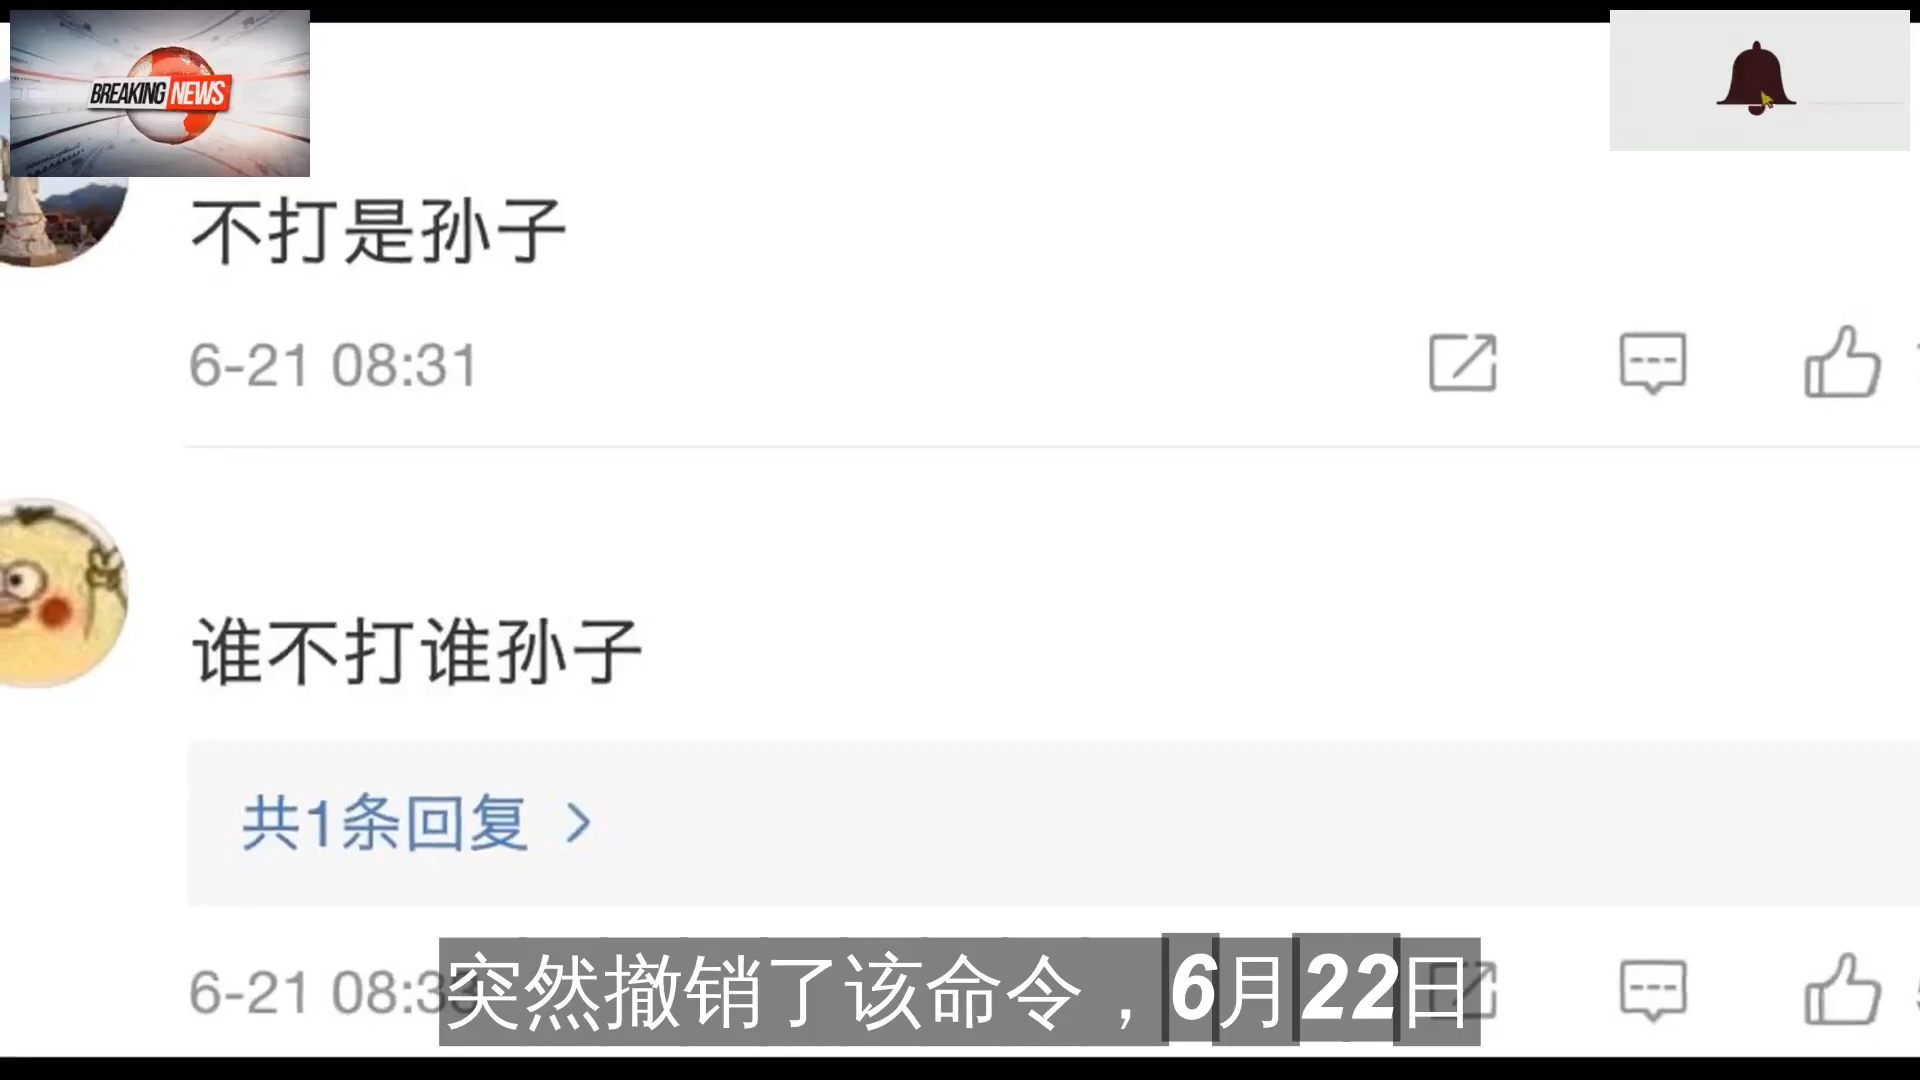 BREAKING NEWS
不打是孙子
6-21 08:31
谁不打谁孙子
共1条回复
6-21 08:3
突然撤销了该命令，6月22日